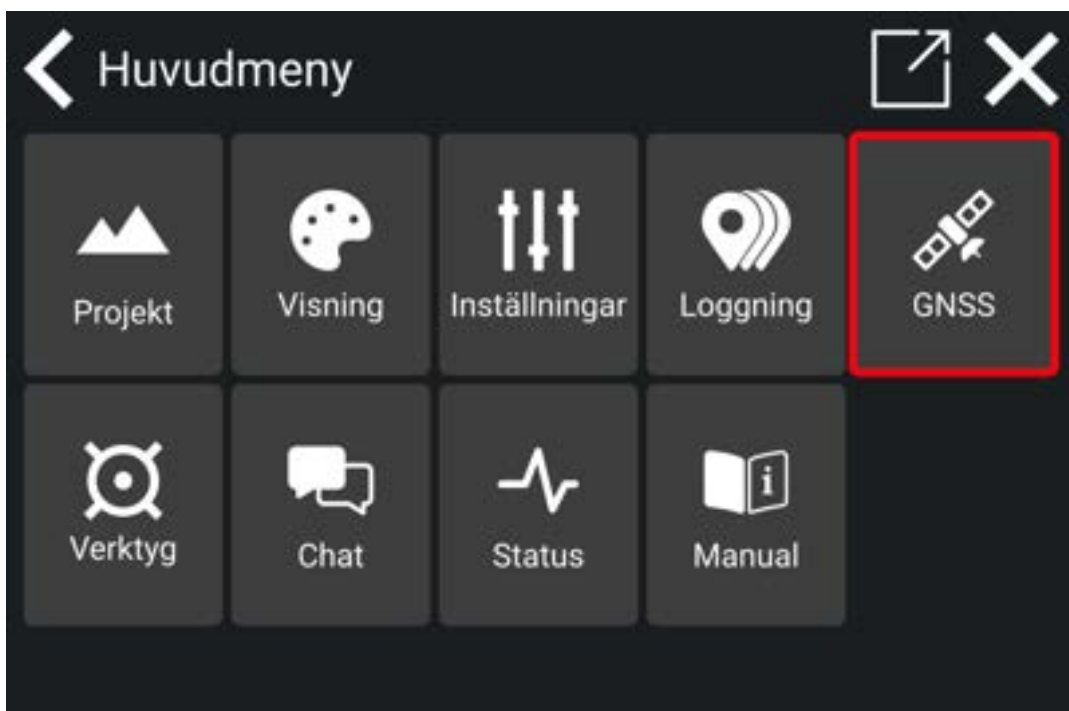 Huvudmeny
Projekt
Visning
Inställningar
Loggning
GNSS
Verktyg
Chat
Status
i
Manual